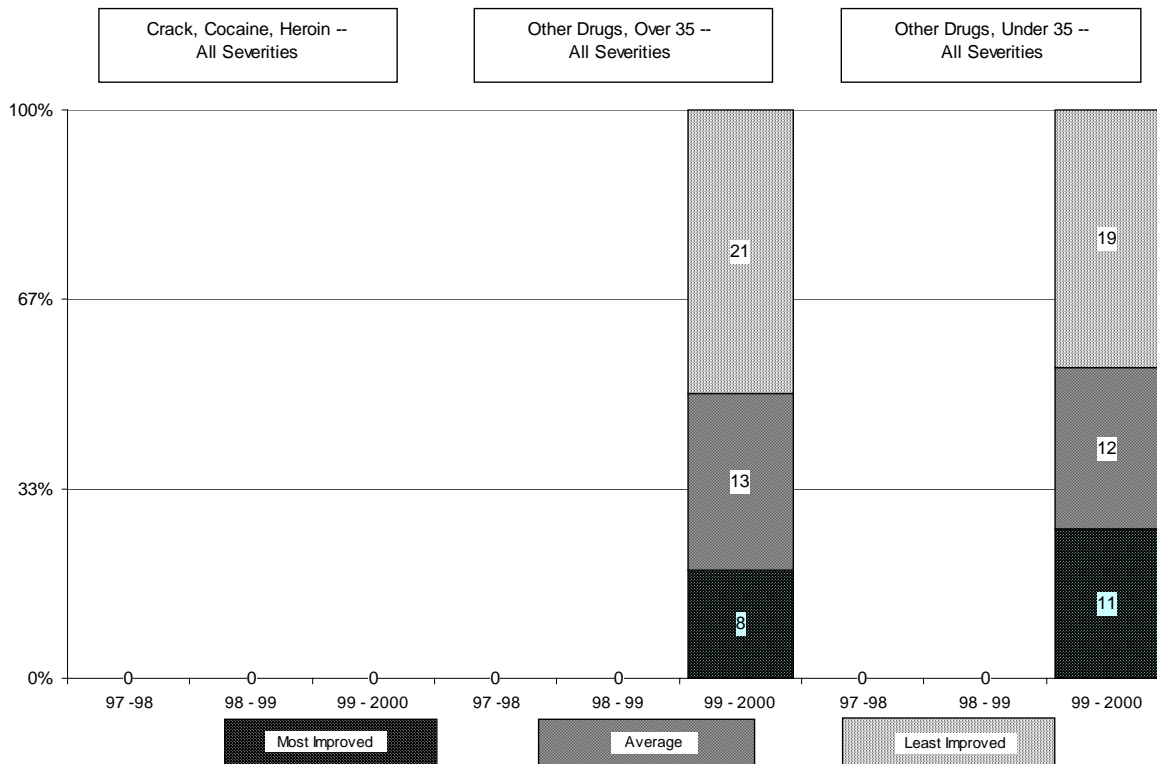 Crack, Cocaine, Heroin --
All Severities
Other Drugs, Over 35 --
All Severities
Other Drugs, Under 35 --
All Severities
100%
67%
33%
0%
21
13
8
19
12
11
0
0
0
0
0
0
0
97 -98
98 - 99
99 - 2000
97 -98
98 - 99
99 - 2000
97 -98
98 - 99
99 - 2000
Most Improved
Average
Least Improved